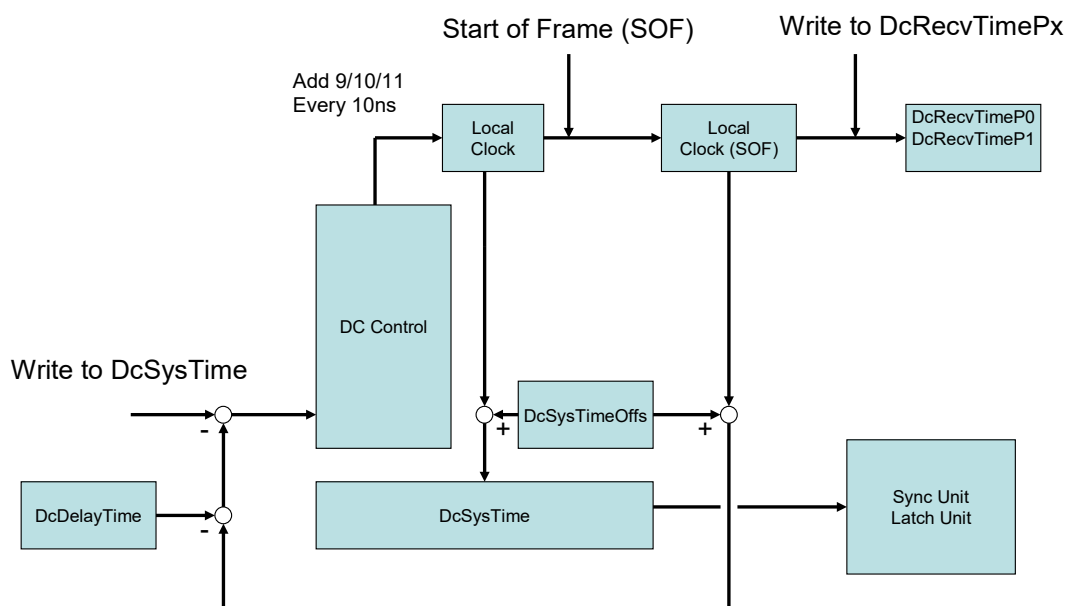 Start of Frame (SOF)
Write to DcRecvTimePx
Add 9/10/11
Every 10ns
Local
Clock
Local
Clock (SOF)
DcRecvTimeP0
DcRecvTimeP1
DC Control
Write to DcSysTime
-
+
DcSysTimeOffs
+
DcDelayTime
-
DcSysTime
Sync Unit
Latch Unit